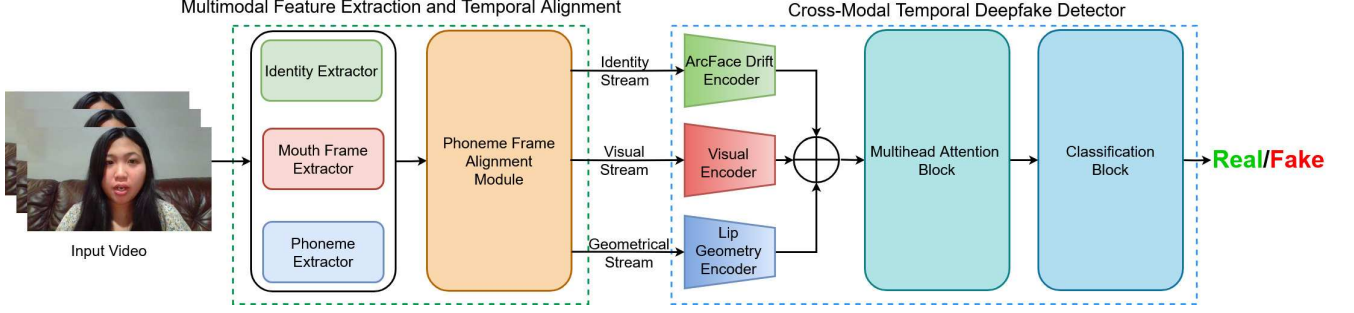 Multimodal Feature Extraction and Temporal Alignment
Cross-Modal Temporal Deepfake Detector
Input Video
Identity Extractor
Mouth Frame
Extractor
Phoneme
Extractor
Phoneme Frame
Alignment
Module
Identity
Stream
Visual
Stream
Geometrical
Stream
ArcFace Drift
Encoder
Visual
Encoder
Lip
Geometry
Encoder
Multihead Attention
Block
Classification
Block
Real/Fake